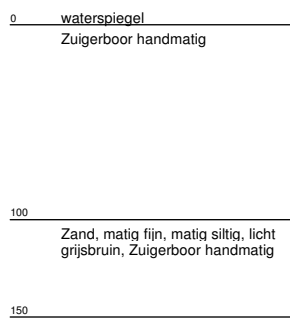 0 waterspiegel
Zuigerboor handmatig
100
Zand, matig fijn, matig siltig, licht
grijsbruin, Zuigerboor handmatig
150